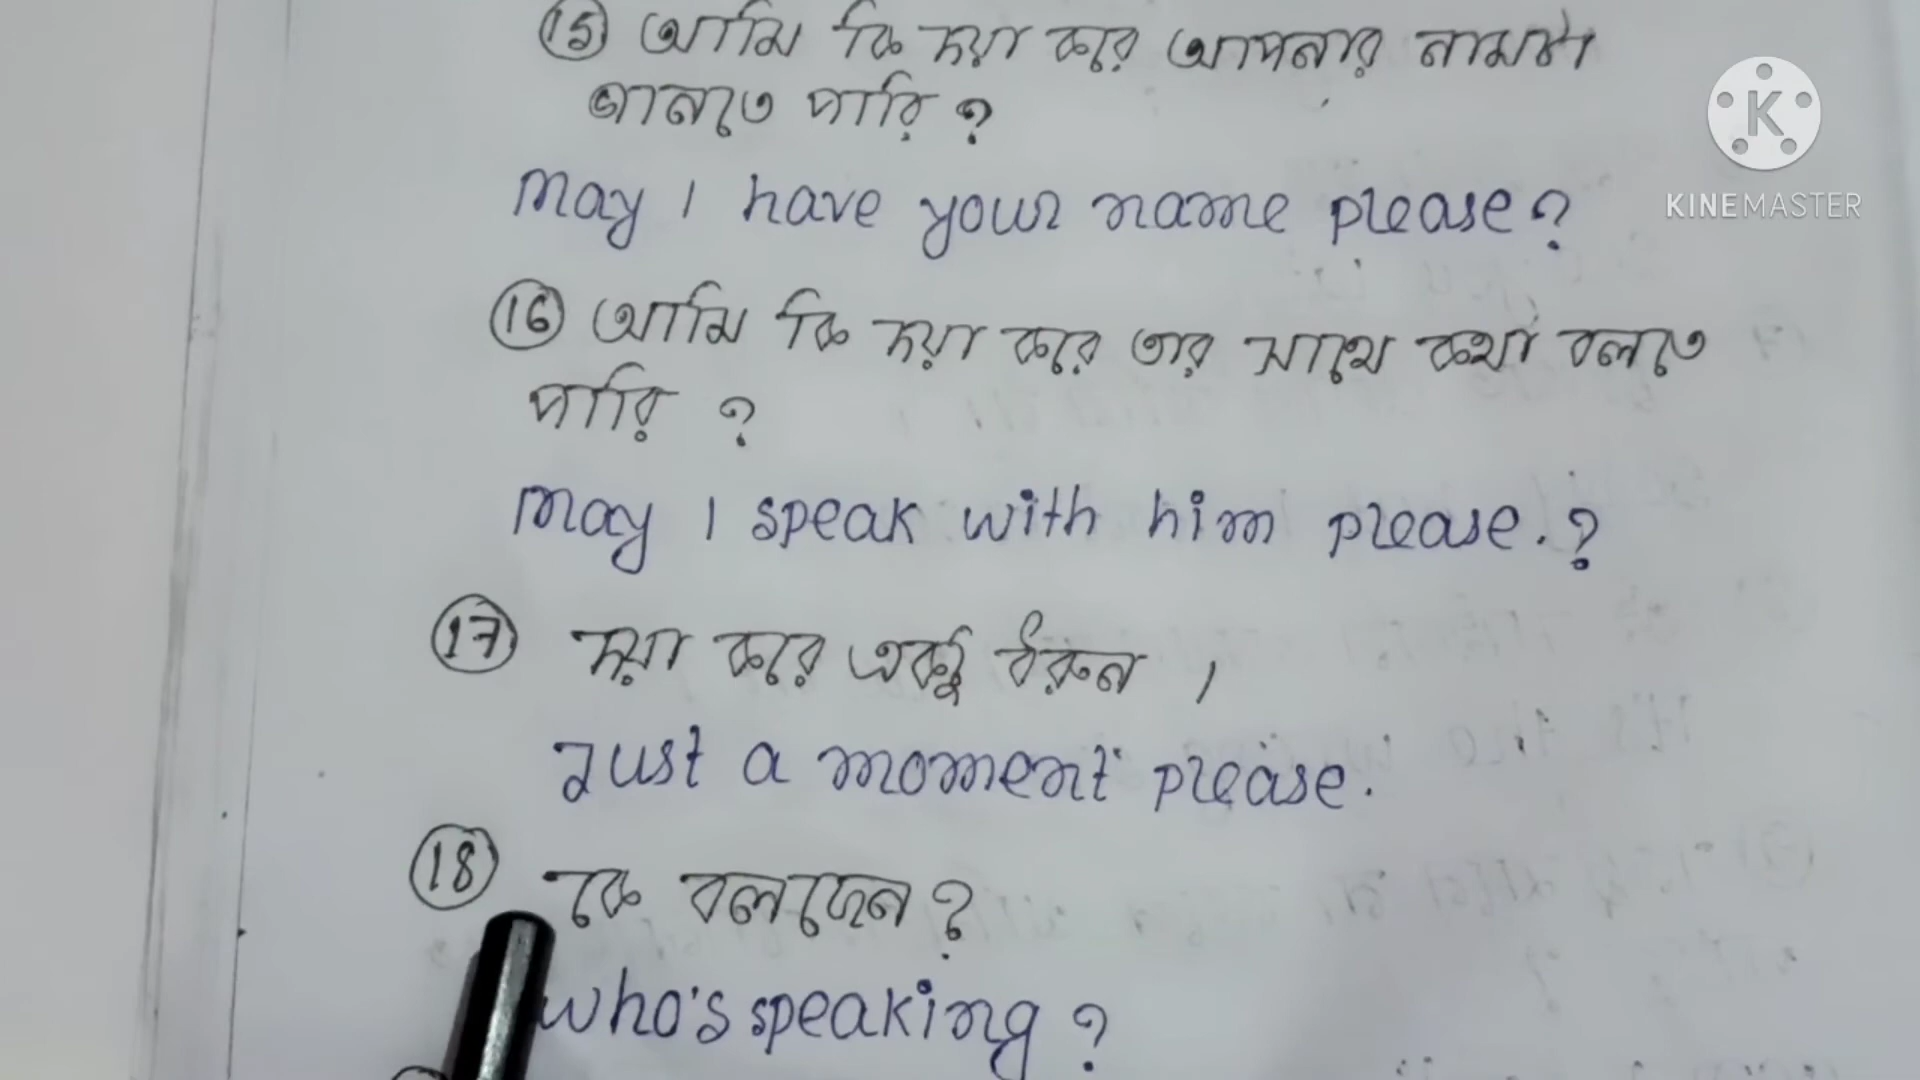 (15) আমি কি দয়া করে আপনার নামটা
জানতে পারি ?
May I have your name please?
(16) আমি কি দয়া করে তার সাথে কথা বলতে
পারি ?
May I speak with him please.?
(17) দয়া করে একটু ধরুন ।
Just a moment please.
(18) কে বলছেন ?
who's speaking ?
K
KINEMASTER